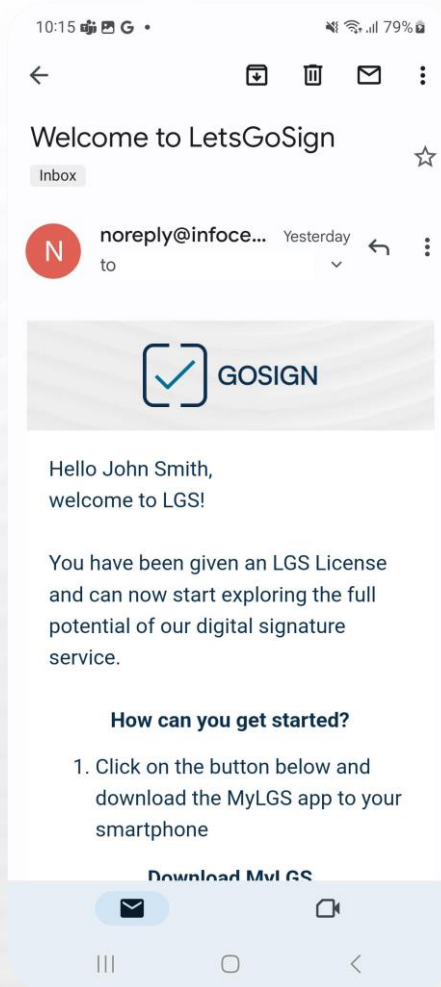 10:15 G • 79%
Welcome to LetsGoSign
Inbox
N
noreply@infoce... Yesterday
to
GOSIGN
Hello John Smith,
welcome to LGS!
You have been given an LGS License
and can now start exploring the full
potential of our digital signature
service.
How can you get started?
1. Click on the button below and
download the MyLGS app to your
smartphone
Download MyLGS